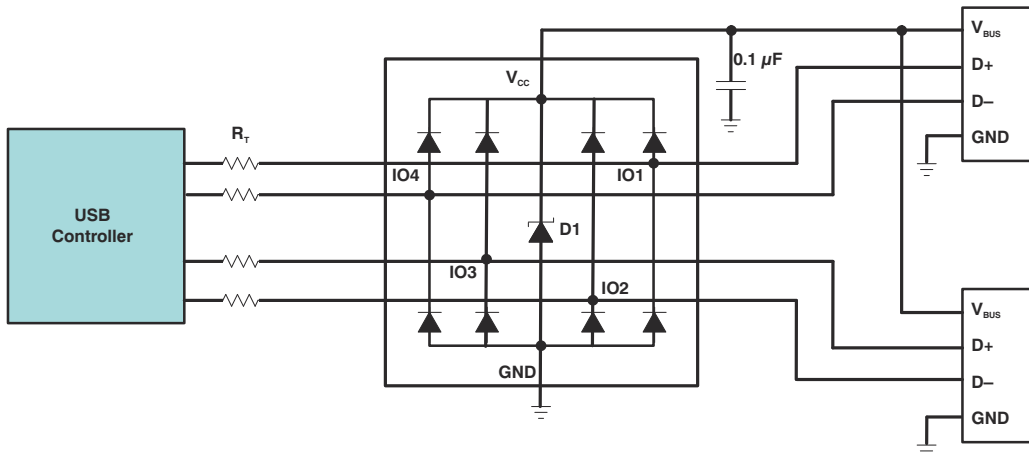 V_BUS
0.1 µF
D+
V_CC
D–
R_T
GND
IO4
IO1
USB
Controller
D1
IO3
IO2
V_BUS
D+
GND
D–
GND